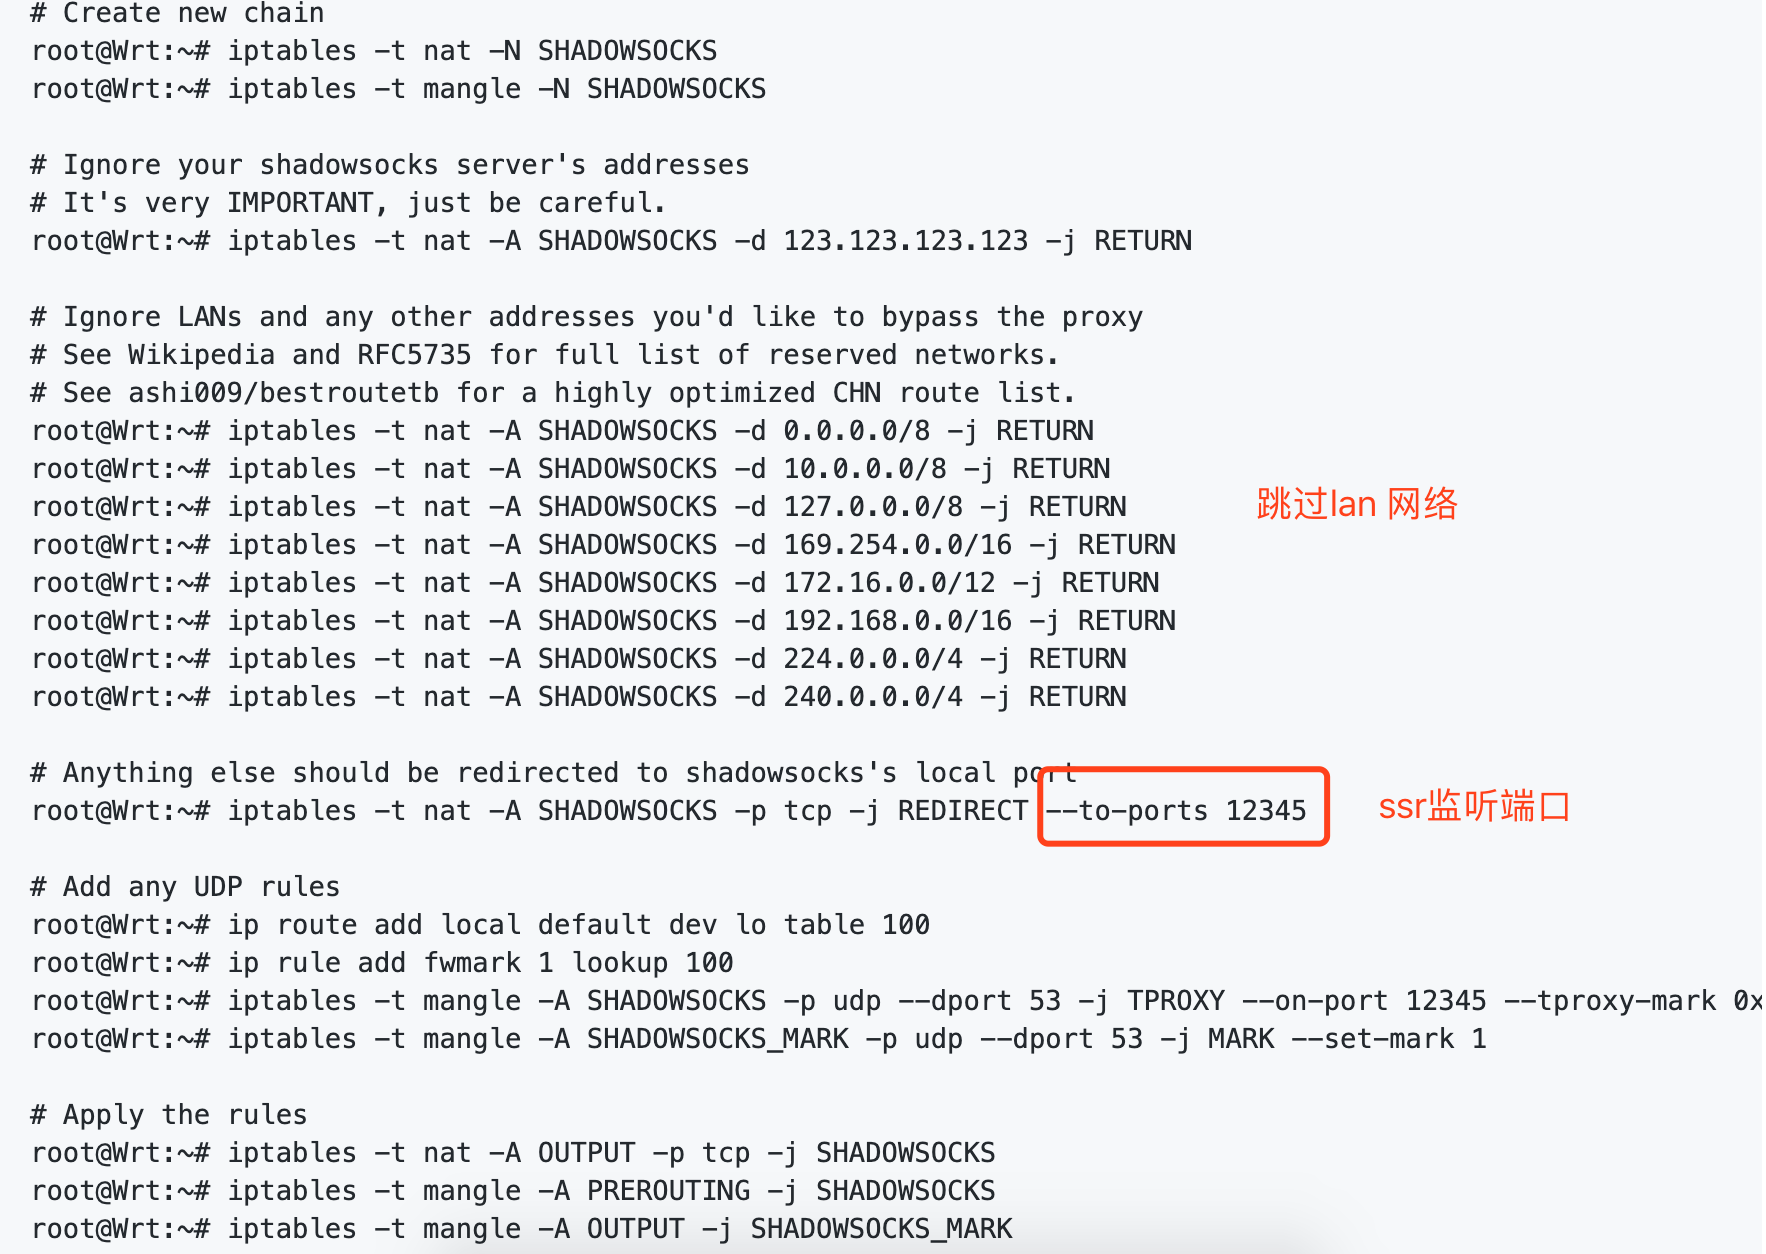 # Create new chain
root@Wrt:~# iptables -t nat -N SHADOWSOCKS
root@Wrt:~# iptables -t mangle -N SHADOWSOCKS
# Ignore your shadowsocks server's addresses
# It's very IMPORTANT, just be careful.
root@Wrt:~# iptables -t nat -A SHADOWSOCKS -d 123.123.123.123 -j RETURN
# Ignore LANs and any other addresses you'd like to bypass the proxy
# See Wikipedia and RFC5735 for full list of reserved networks.
# See ashi009/bestroutetb for a highly optimized CHN route list.
root@Wrt:~# iptables -t nat -A SHADOWSOCKS -d 0.0.0.0/8 -j RETURN
root@Wrt:~# iptables -t nat -A SHADOWSOCKS -d 10.0.0.0/8 -j RETURN
root@Wrt:~# iptables -t nat -A SHADOWSOCKS -d 127.0.0.0/8 -j RETURN
跳过lan 网络
root@Wrt:~# iptables -t nat -A SHADOWSOCKS -d 169.254.0.0/16 -j RETURN
root@Wrt:~# iptables -t nat -A SHADOWSOCKS -d 172.16.0.0/12 -j RETURN
root@Wrt:~# iptables -t nat -A SHADOWSOCKS -d 192.168.0.0/16 -j RETURN
root@Wrt:~# iptables -t nat -A SHADOWSOCKS -d 224.0.0.0/4 -j RETURN
root@Wrt:~# iptables -t nat -A SHADOWSOCKS -d 240.0.0.0/4 -j RETURN
# Anything else should be redirected to shadowsocks's local port
root@Wrt:~# iptables -t nat -A SHADOWSOCKS -p tcp -j REDIRECT --to-ports 12345
ssr监听端口
# Add any UDP rules
root@Wrt:~# ip route add local default dev lo table 100
root@Wrt:~# ip rule add fwmark 1 lookup 100
root@Wrt:~# iptables -t mangle -A SHADOWSOCKS -p udp --dport 53 -j TPROXY --on-port 12345 --tproxy-mark 0x
root@Wrt:~# iptables -t mangle -A SHADOWSOCKS_MARK -p udp --dport 53 -j MARK --set-mark 1
# Apply the rules
root@Wrt:~# iptables -t nat -A OUTPUT -p tcp -j SHADOWSOCKS
root@Wrt:~# iptables -t mangle -A PREROUTING -j SHADOWSOCKS
root@Wrt:~# iptables -t mangle -A OUTPUT -j SHADOWSOCKS_MARK